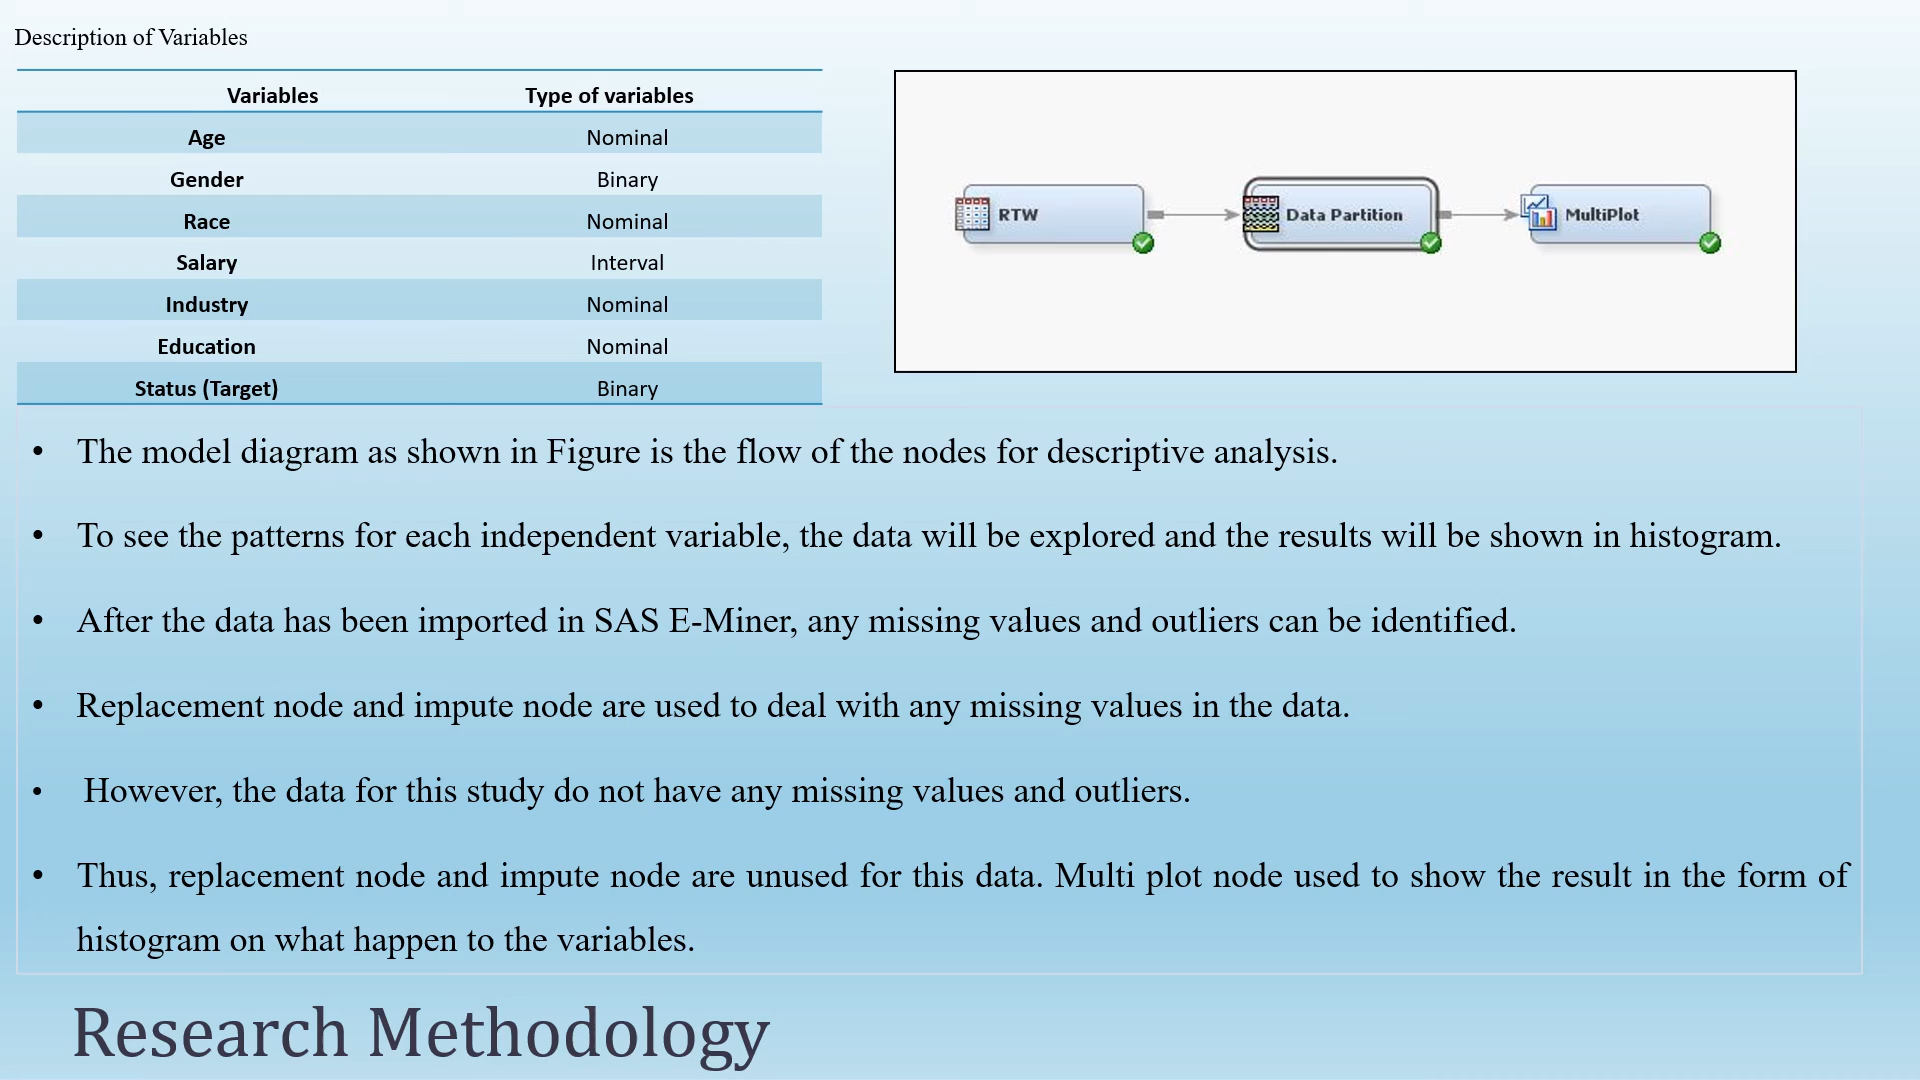 Description of Variables
Variables Type of variables
Age Nominal
Gender Binary
Race Nominal
Salary Interval
Industry Nominal
Education Nominal
Status (Target) Binary
RTW Data Partition MultiPlot
• The model diagram as shown in Figure is the flow of the nodes for descriptive analysis.
• To see the patterns for each independent variable, the data will be explored and the results will be shown in histogram.
• After the data has been imported in SAS E-Miner, any missing values and outliers can be identified.
• Replacement node and impute node are used to deal with any missing values in the data.
• However, the data for this study do not have any missing values and outliers.
• Thus, replacement node and impute node are unused for this data. Multi plot node used to show the result in the form of
histogram on what happen to the variables.
Research Methodology